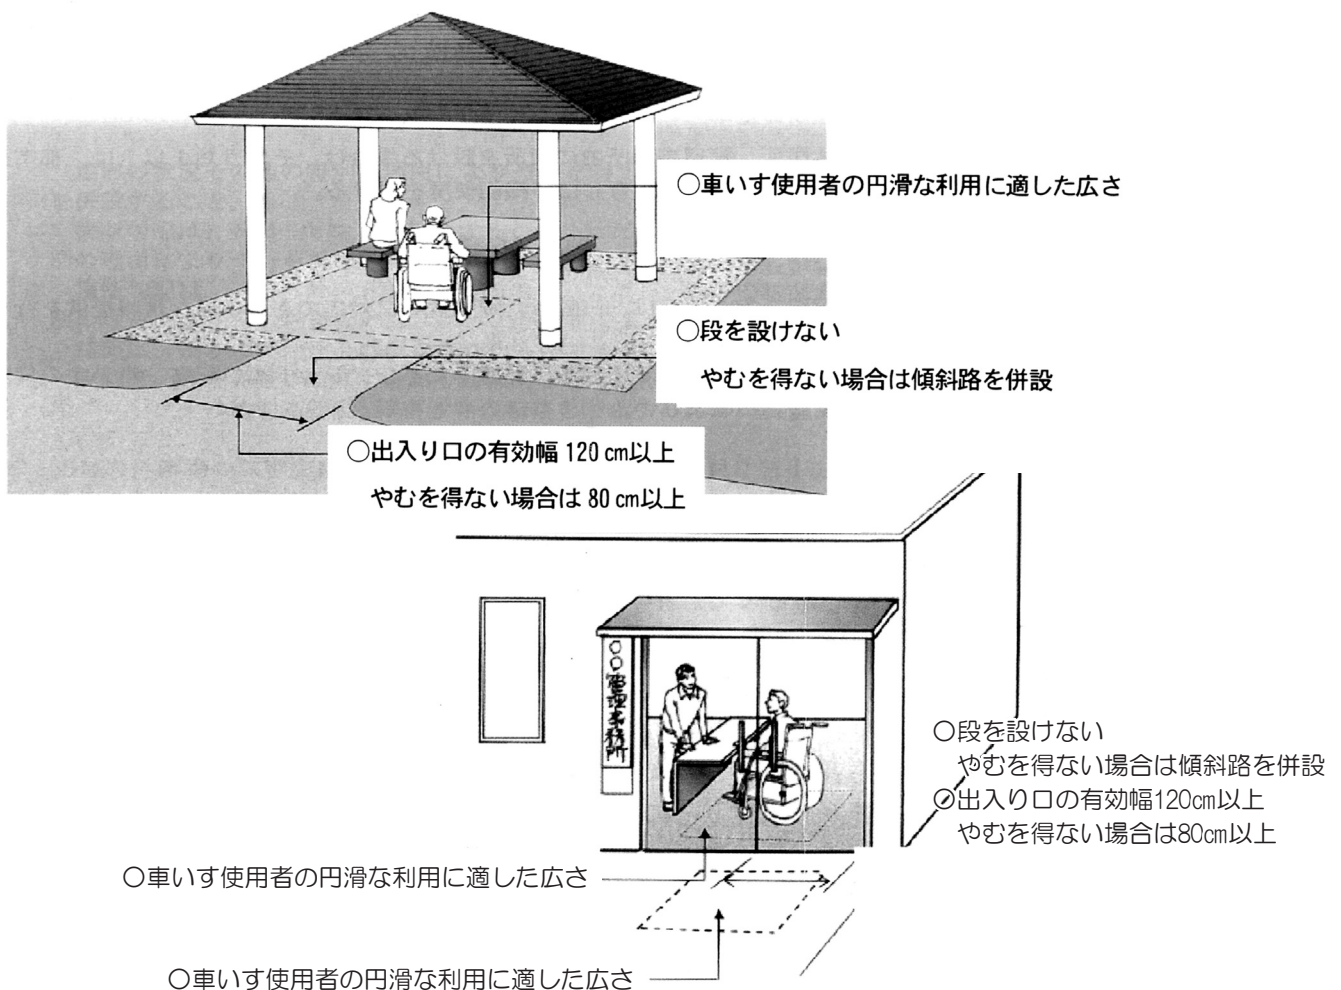 ○車いす使用者の円滑な利用に適した広さ
○段を設けない
やむを得ない場合は傾斜路を併設
○出入り口の有効幅 120 cm以上
やむを得ない場合は 80 cm以上
○○管理事務所
○段を設けない
やむを得ない場合は傾斜路を併設
○出入り口の有効幅120cm以上
やむを得ない場合は80cm以上
○車いす使用者の円滑な利用に適した広さ
○車いす使用者の円滑な利用に適した広さ